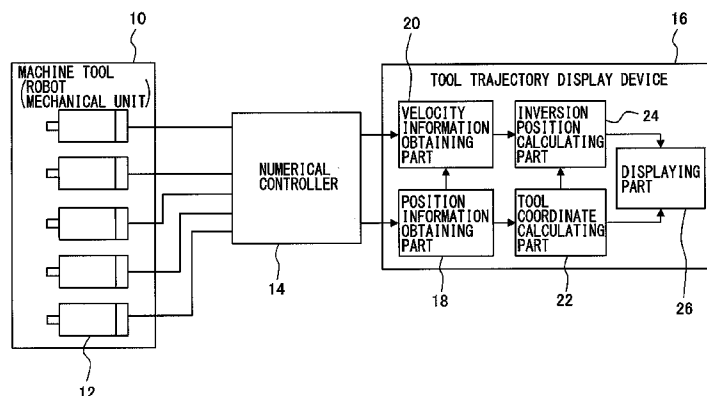 10
MACHINE TOOL
(ROBOT
MECHANICAL UNIT)
12
NUMERICAL
CONTROLLER
14
16
TOOL TRAJECTORY DISPLAY DEVICE
20
VELOCITY
INFORMATION
OBTAINING
PART
INVERSION
POSITION
CALCULATING
PART
24
POSITION
INFORMATION
OBTAINING
PART
18
TOOL
COORDINATE
CALCULATING
PART
22
DISPLAYING
PART
26